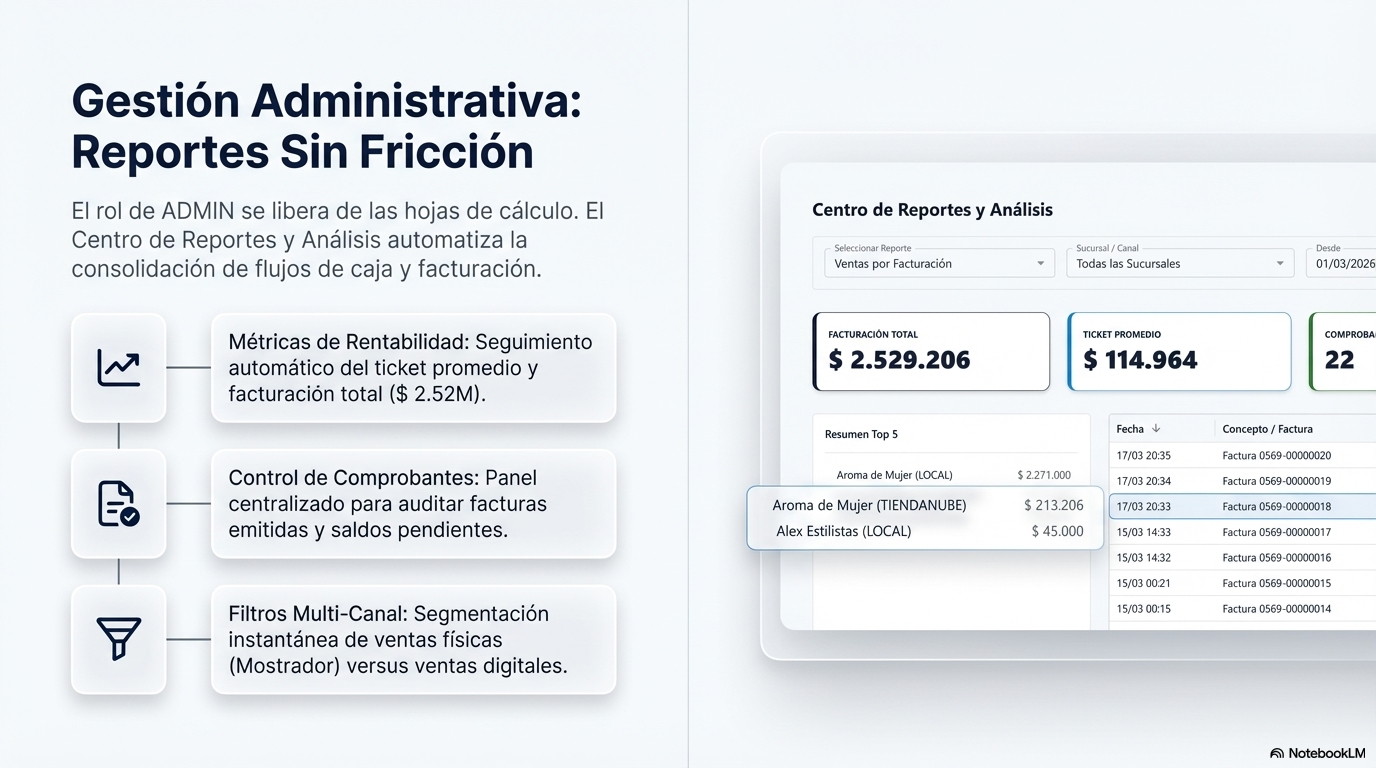 Gestión Administrativa:
Reportes Sin Fricción
El rol de ADMIN se libera de las hojas de cálculo. El
Centro de Reportes y Análisis automatiza la
consolidación de flujos de caja y facturación.
Métricas de Rentabilidad: Seguimiento
automático del ticket promedio y
facturación total ($ 2.52M).
Control de Comprobantes: Panel
centralizado para auditar facturas
emitidas y saldos pendientes.
Filtros Multi-Canal: Segmentación
instantánea de ventas físicas
(Mostrador) versus ventas digitales.
Centro de Reportes y Análisis
Seleccionar Reporte
Ventas por Facturación
Sucursal / Canal
Todas las Sucursales
Desde
01/03/2026
FACTURACIÓN TOTAL
$ 2.529.206
TICKET PROMEDIO
$ 114.964
COMPROBA
22
Resumen Top 5
Aroma de Mujer (LOCAL) $ 2.271.000
Aroma de Mujer (TIENDANUBE) $ 213.206
Alex Estilistas (LOCAL) $ 45.000
Fecha Concepto / Factura
17/03 20:35 Factura 0569-00000020
17/03 20:34 Factura 0569-00000019
17/03 20:33 Factura 0569-00000018
15/03 14:33 Factura 0569-00000017
15/03 14:32 Factura 0569-00000016
15/03 00:21 Factura 0569-00000015
15/03 00:15 Factura 0569-00000014
NotebookLM